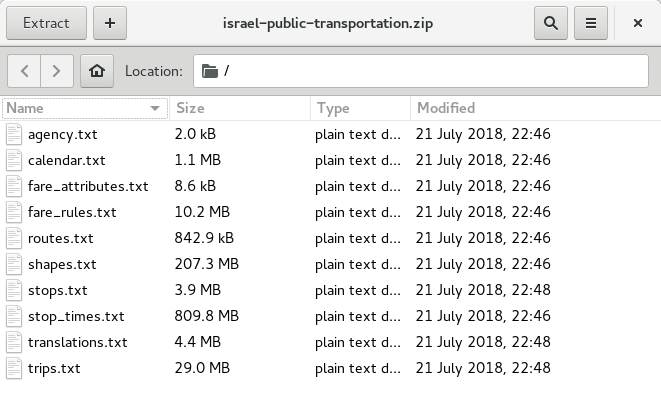 Extract + israel-public-transportation.zip
Location: /
Name Size Type Modified
agency.txt 2.0 kB plain text d... 21 July 2018, 22:46
calendar.txt 1.1 MB plain text d... 21 July 2018, 22:46
fare_attributes.txt 8.6 kB plain text d... 21 July 2018, 22:46
fare_rules.txt 10.2 MB plain text d... 21 July 2018, 22:46
routes.txt 842.9 kB plain text d... 21 July 2018, 22:46
shapes.txt 207.3 MB plain text d... 21 July 2018, 22:46
stops.txt 3.9 MB plain text d... 21 July 2018, 22:48
stop_times.txt 809.8 MB plain text d... 21 July 2018, 22:46
translations.txt 4.4 MB plain text d... 21 July 2018, 22:48
trips.txt 29.0 MB plain text d... 21 July 2018, 22:48